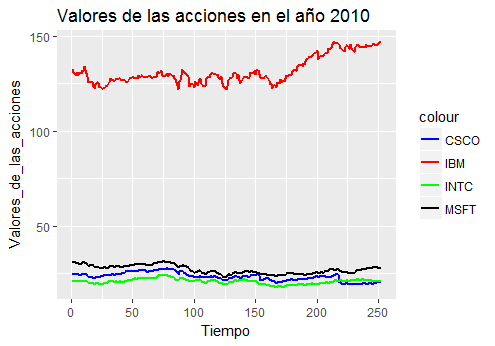 Valores de las acciones en el año 2010
Valores_de_las_acciones
150
100
50
0
50
100
150
200
250
Tiempo
colour
CSCO
IBM
INTC
MSFT